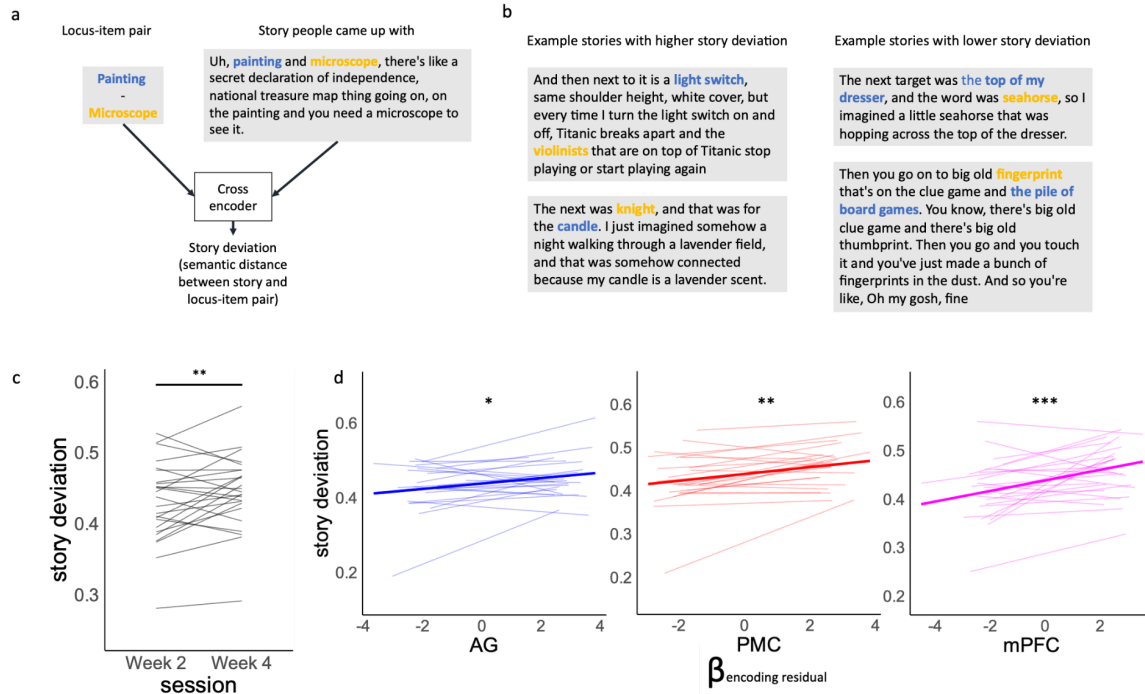 a
Locus-item pair
Painting
-
Microscope
Story people came up with
Uh, painting and microscope, there's like a
secret declaration of independence,
national treasure map thing going on, on
the painting and you need a microscope to
see it.
Cross
encoder
Story deviation
(semantic distance
between story and
locus-item pair)
b
Example stories with higher story deviation
And then next to it is a light switch,
same shoulder height, white cover, but
every time I turn the light switch on and
off, Titanic breaks apart and the
violinists that are on top of Titanic stop
playing or start playing again
The next was knight, and that was for
the candle. I just imagined somehow a
night walking through a lavender field,
and that was somehow connected
because my candle is a lavender scent.
Example stories with lower story deviation
The next target was the top of my
dresser, and the word was seahorse, so I
imagined a little seahorse that was
hopping across the top of the dresser.
Then you go on to big old fingerprint
that's on the clue game and the pile of
board games. You know, there's big old
clue game and there's big old
thumbprint. Then you go and you touch
it and you've just made a bunch of
fingerprints in the dust. And so you're
like, Oh my gosh, fine
c
**
0.6
0.5
0.4
0.3
story deviation
Week 2 Week 4
session
d
*
0.6
0.4
0.2
story deviation
-4 -2 0 2 4
AG
**
0.6
0.5
0.4
0.3
0.2
-2 0 2 4
PMC
***
0.6
0.5
0.4
0.3
0.2
-4 -2 0 2
mPFC
β encoding residual